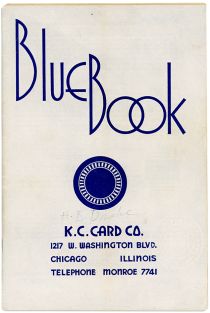 Blue Book
K.C. CARD CO.
1217 W. WASHINGTON BLVD.
CHICAGO ILLINOIS
TELEPHONE MONROE 7741